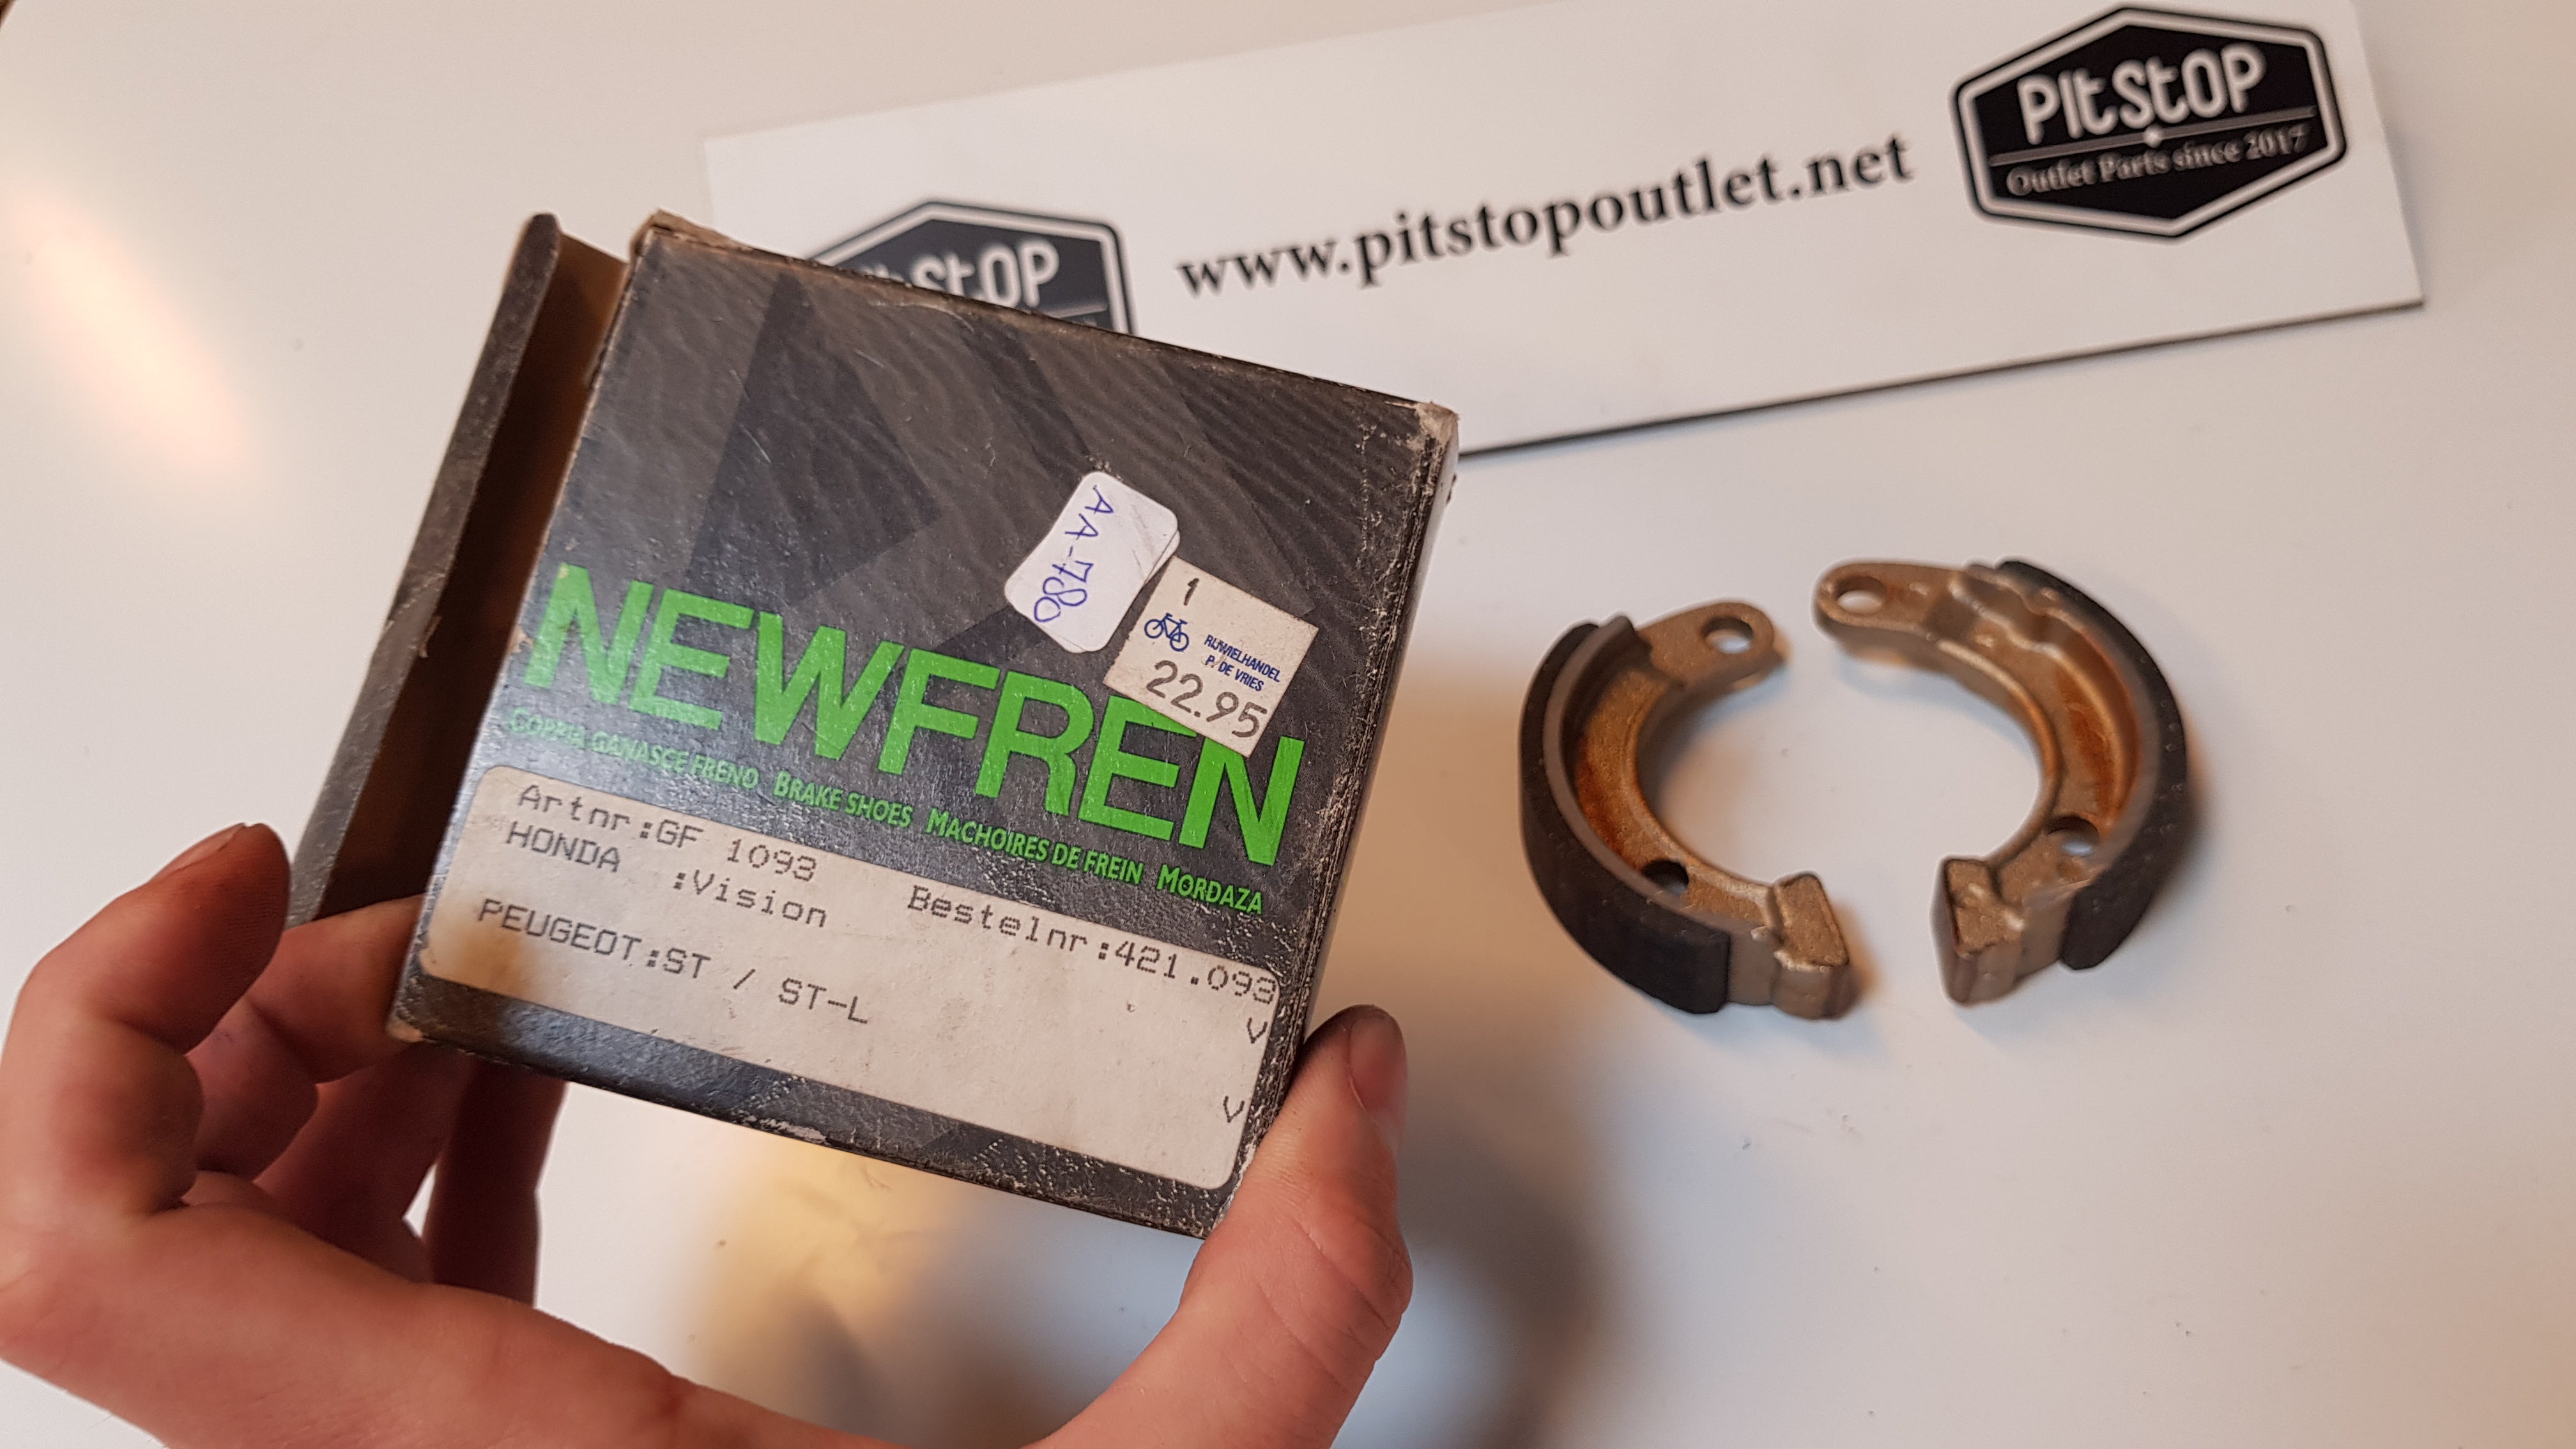 PitStop
Outlet Parts since 2017
www.pitstopoutlet.net
StOP
AA-780
1
RIJWIELHANDEL
P. DE VRIES
22.95
NEWFREN
COPPIA GANASCE FRENO BRAKE SHOES MACHOIRES DE FREIN MORDAZA
Artnr:GF 1093 Bestelnr:421.093
HONDA :Vision V
PEUGEOT:ST / ST-L V